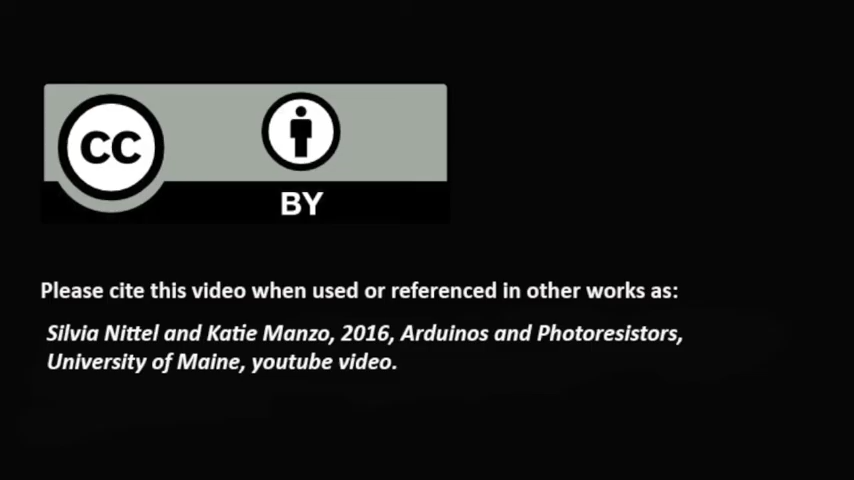 CC
BY
Please cite this video when used or referenced in other works as:
Silvia Nittel and Katie Manzo, 2016, Arduinos and Photoresistors,
University of Maine, youtube video.